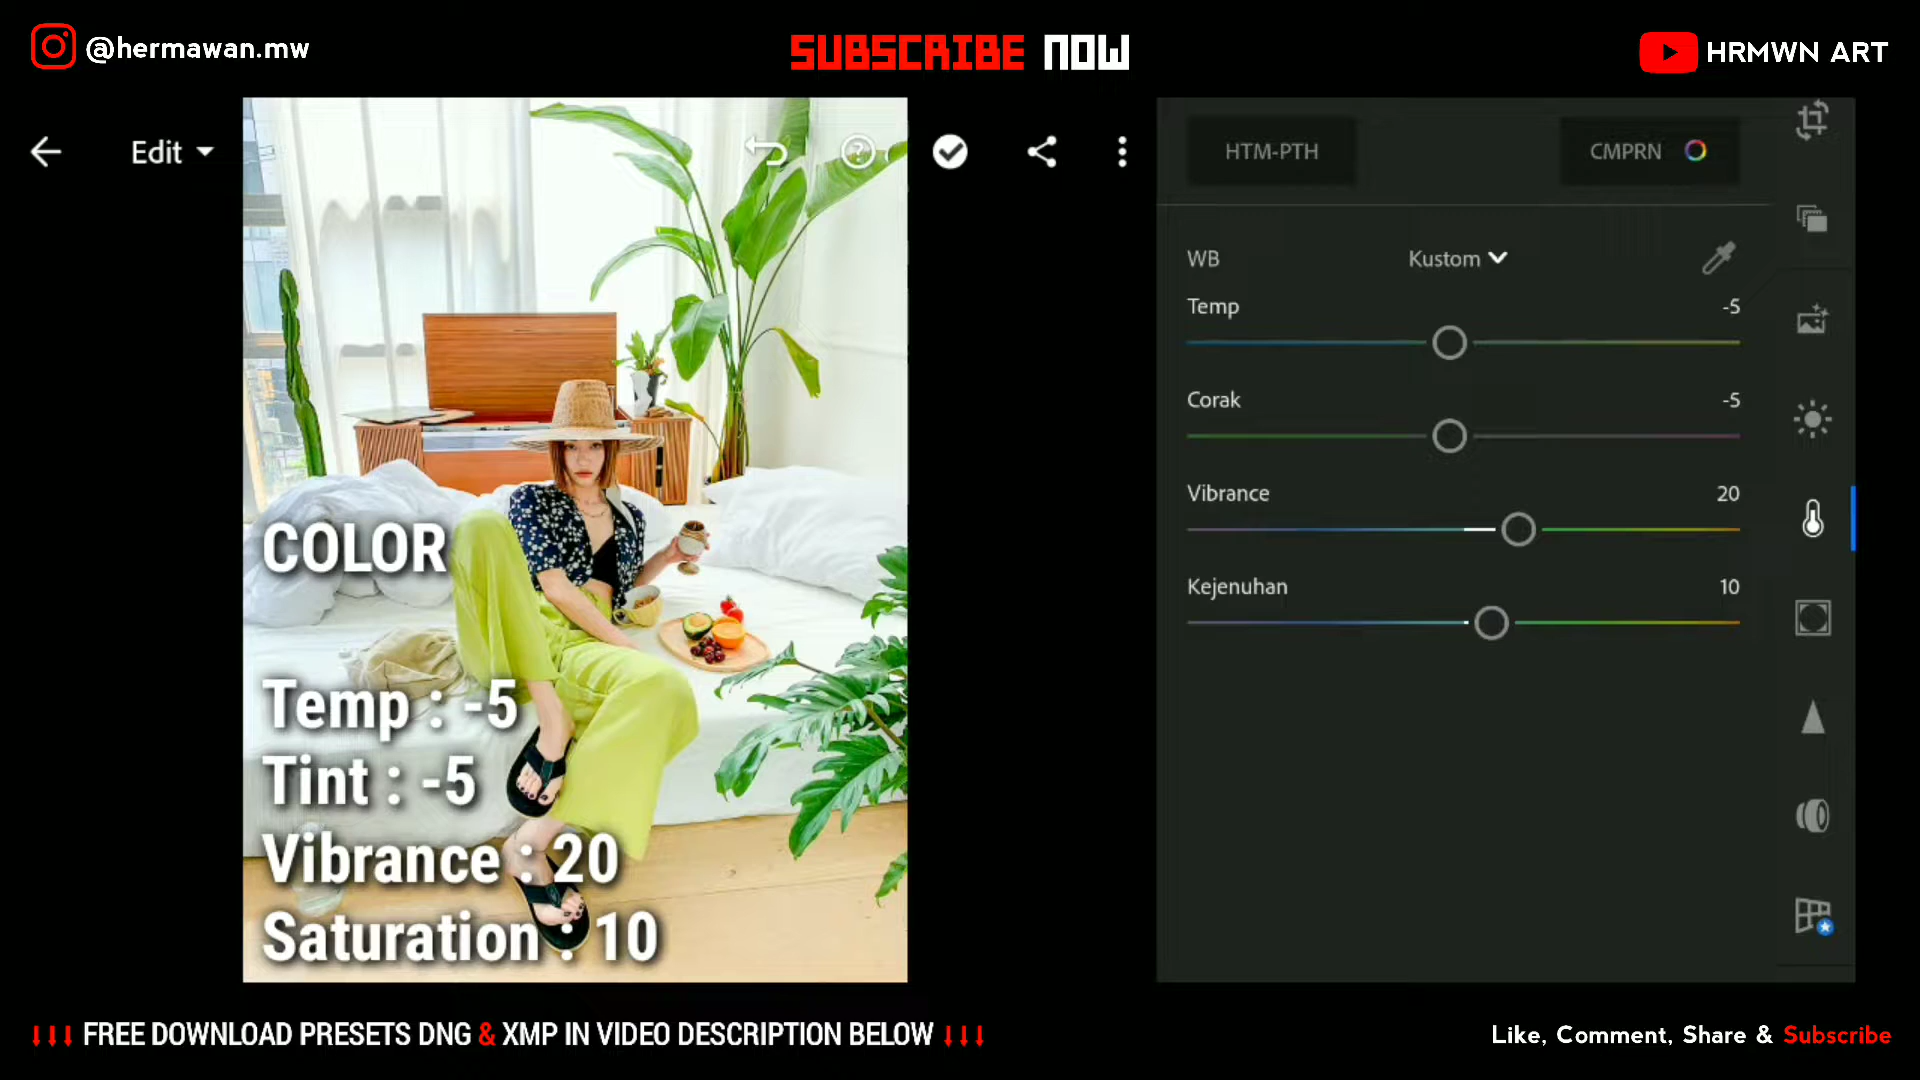 @hermawan.mw
SUBSCRIBE NOW
HRMWN ART
Edit
HTM-PTH
CMPRN
WB
Kustom
Temp
-5
Corak
-5
Vibrance
20
Kejenuhan
10
COLOR
Temp : -5
Tint : -5
Vibrance : 20
Saturation : 10
↓↓↓ FREE DOWNLOAD PRESETS DNG & XMP IN VIDEO DESCRIPTION BELOW ↓↓↓
Like, Comment, Share & Subscribe